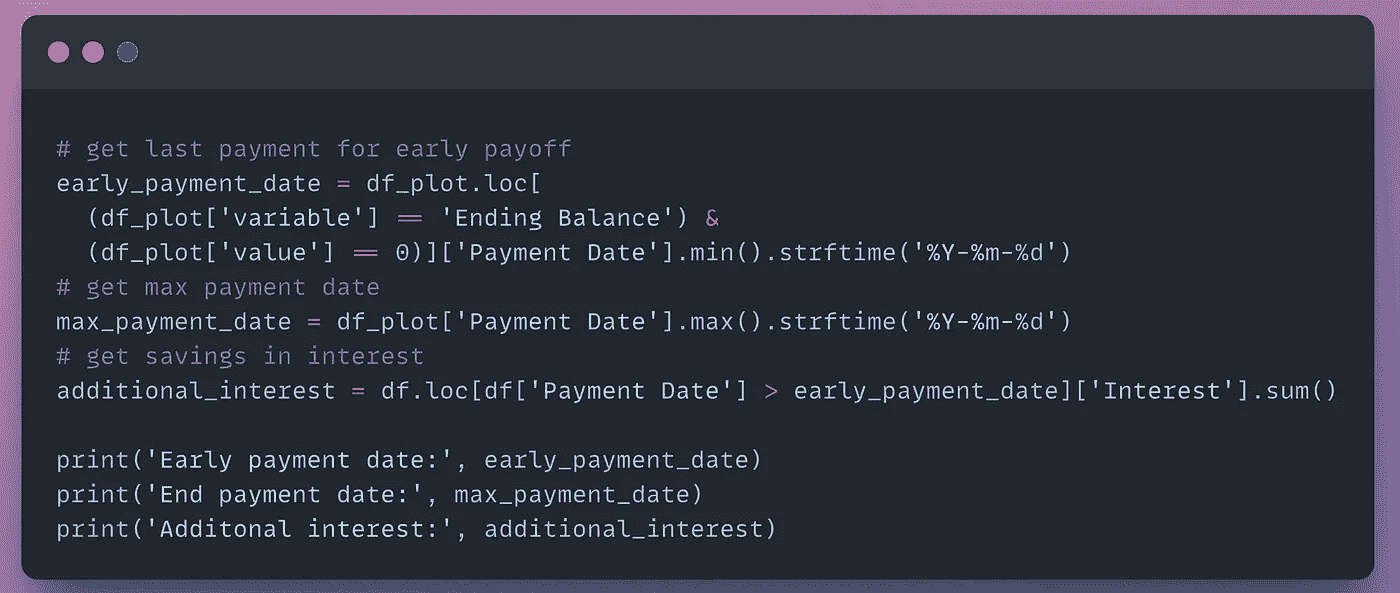 # get last payment for early payoff
early_payment_date = df_plot.loc[
  (df_plot['variable'] == 'Ending Balance') &
  (df_plot['value'] == 0)]['Payment Date'].min().strftime('%Y-%m-%d')
# get max payment date
max_payment_date = df_plot['Payment Date'].max().strftime('%Y-%m-%d')
# get savings in interest
additional_interest = df.loc[df['Payment Date'] > early_payment_date]['Interest'].sum()

print('Early payment date:', early_payment_date)
print('End payment date:', max_payment_date)
print('Additonal interest:', additional_interest)